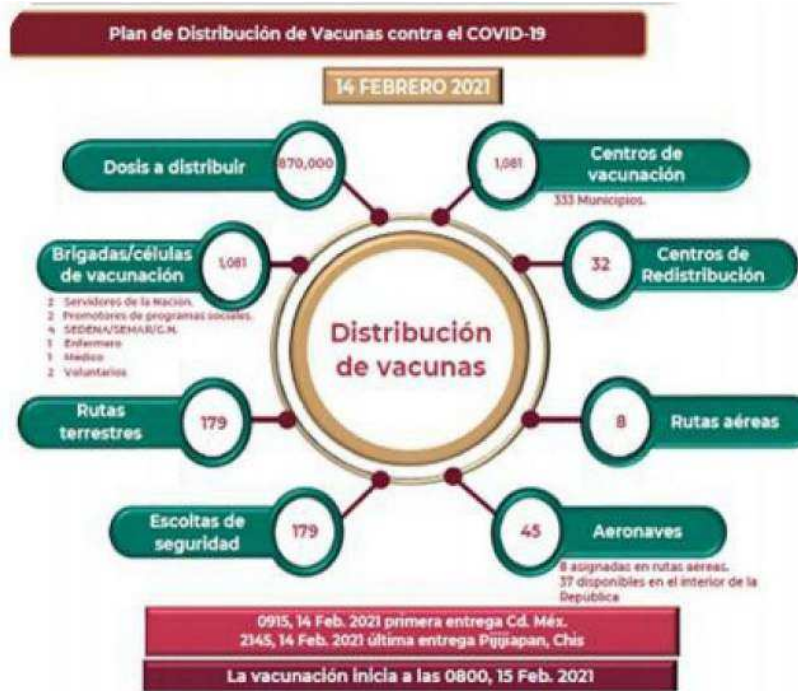 Plan de Distribución de Vacunas contra el COVID-19
14 FEBRERO 2021
Dosis a distribuir
870,000
1,081
Centros de
vacunación
333 Municipios.
Brigadas/células
de vacunación
1,081
2 Servidores de la Nación.
2 Promotores de programas sociales.
4 SEDENA/SEMAR/G.N.
1 Enfermero
1 Médico
2 Voluntarios
32
Centros de
Redistribución
Distribución
de vacunas
Rutas
terrestres
179
8
Rutas aéreas
Escoltas de
seguridad
179
45
Aeronaves
8 asignadas en rutas aéreas.
37 disponibles en el interior de la
República
0915, 14 Feb. 2021 primera entrega Cd. Méx.
2145, 14 Feb. 2021 última entrega Pijijiapan, Chis
La vacunación inicia a las 0800, 15 Feb. 2021